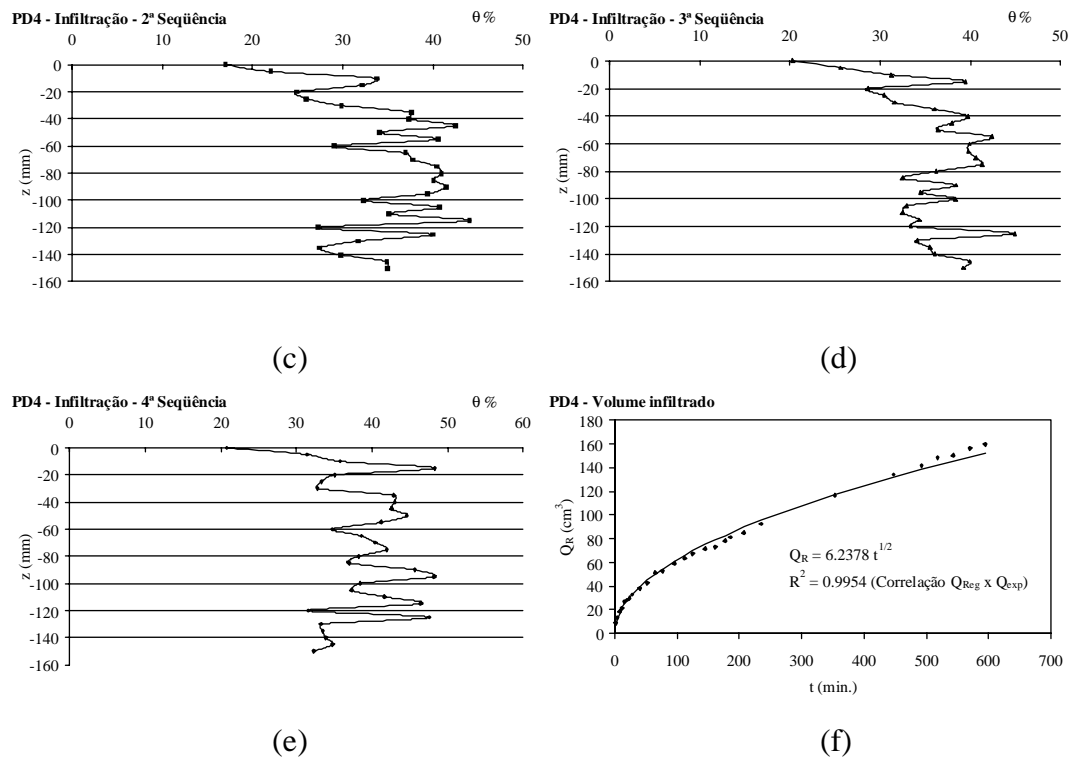 PD4 - Infiltração - 2ª Seqüência
θ %
0 10 20 30 40 50
0
-20
-40
-60
-80
-100
-120
-140
-160
z (mm)
(c)
PD4 - Infiltração - 3ª Seqüência
θ %
0 10 20 30 40 50
0
-20
-40
-60
-80
-100
-120
-140
-160
z (mm)
(d)
PD4 - Infiltração - 4ª Seqüência
θ %
0 10 20 30 40 50 60
0
-20
-40
-60
-80
-100
-120
-140
-160
z (mm)
(e)
PD4 - Volume infiltrado
180
160
140
120
100
80
60
40
20
0
Q_R (cm³)
Q_R = 6.2378 t^1/2
R² = 0.9954 (Correlação Q_Reg x Q_exp)
0 100 200 300 400 500 600 700
t (min.)
(f)